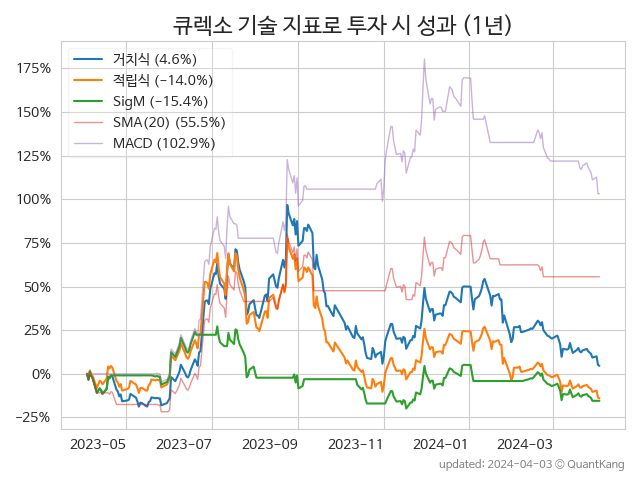 큐렉소 기술 지표로 투자 시 성과 (1년)
거치식 (4.6%)
적립식 (−14.0%)
SigM (−15.4%)
SMA(20) (55.5%)
MACD (102.9%)
175%
150%
125%
100%
75%
50%
25%
0%
−25%
2023-05 2023-07 2023-09 2023-11 2024-01 2024-03
updated: 2024-04-03 © QuantKang